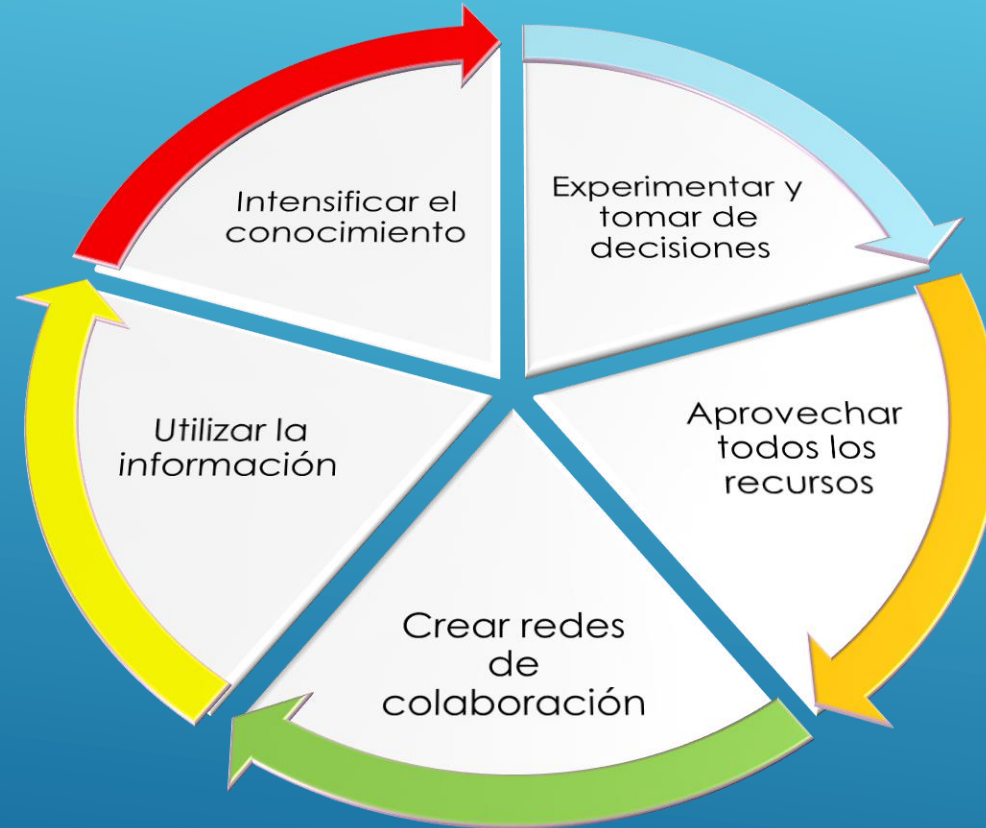 Experimentar y
tomar de
decisiones
Aprovechar
todos los
recursos
Crear redes
de
colaboración
Utilizar la
información
Intensificar el
conocimiento